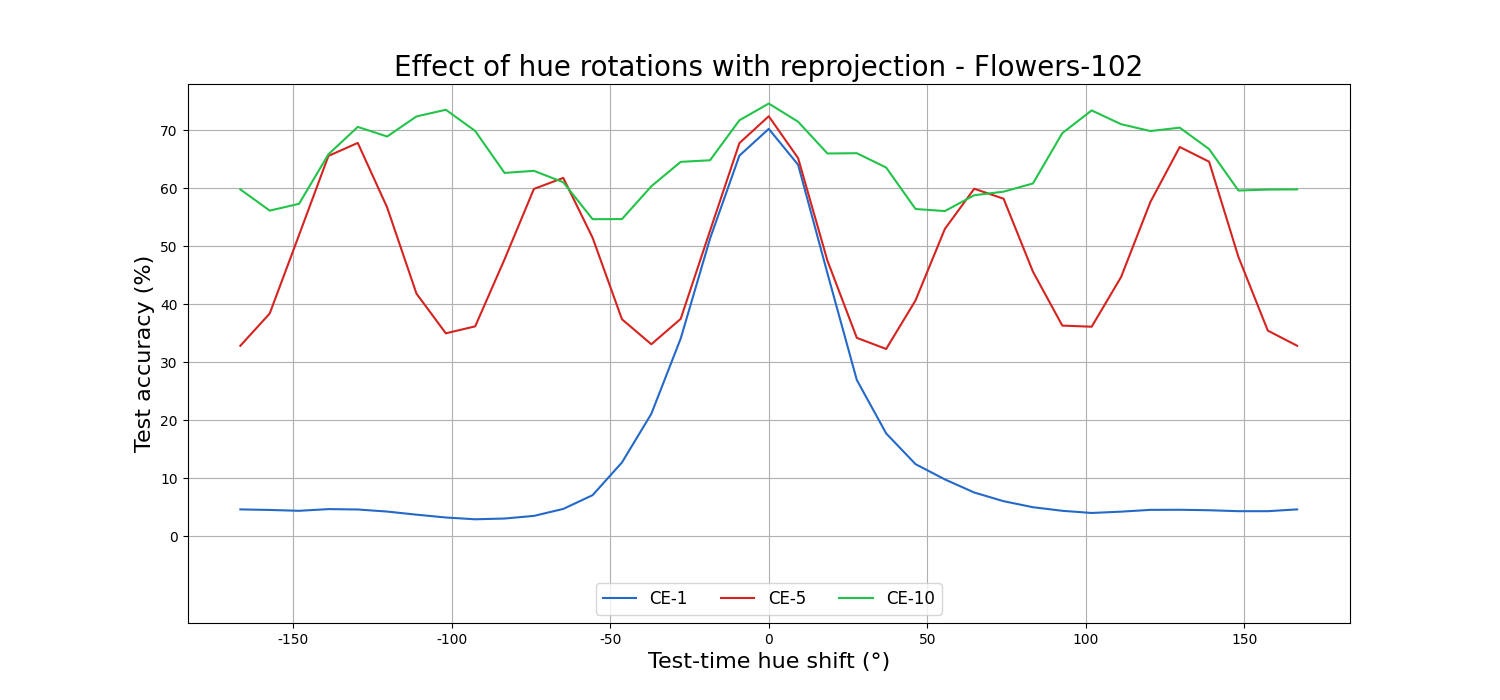 Effect of hue rotations with reprojection - Flowers-102
Test accuracy (%)
70
60
50
40
30
20
10
0
CE-1 CE-5 CE-10
-150 -100 -50 0 50 100 150
Test-time hue shift (°)